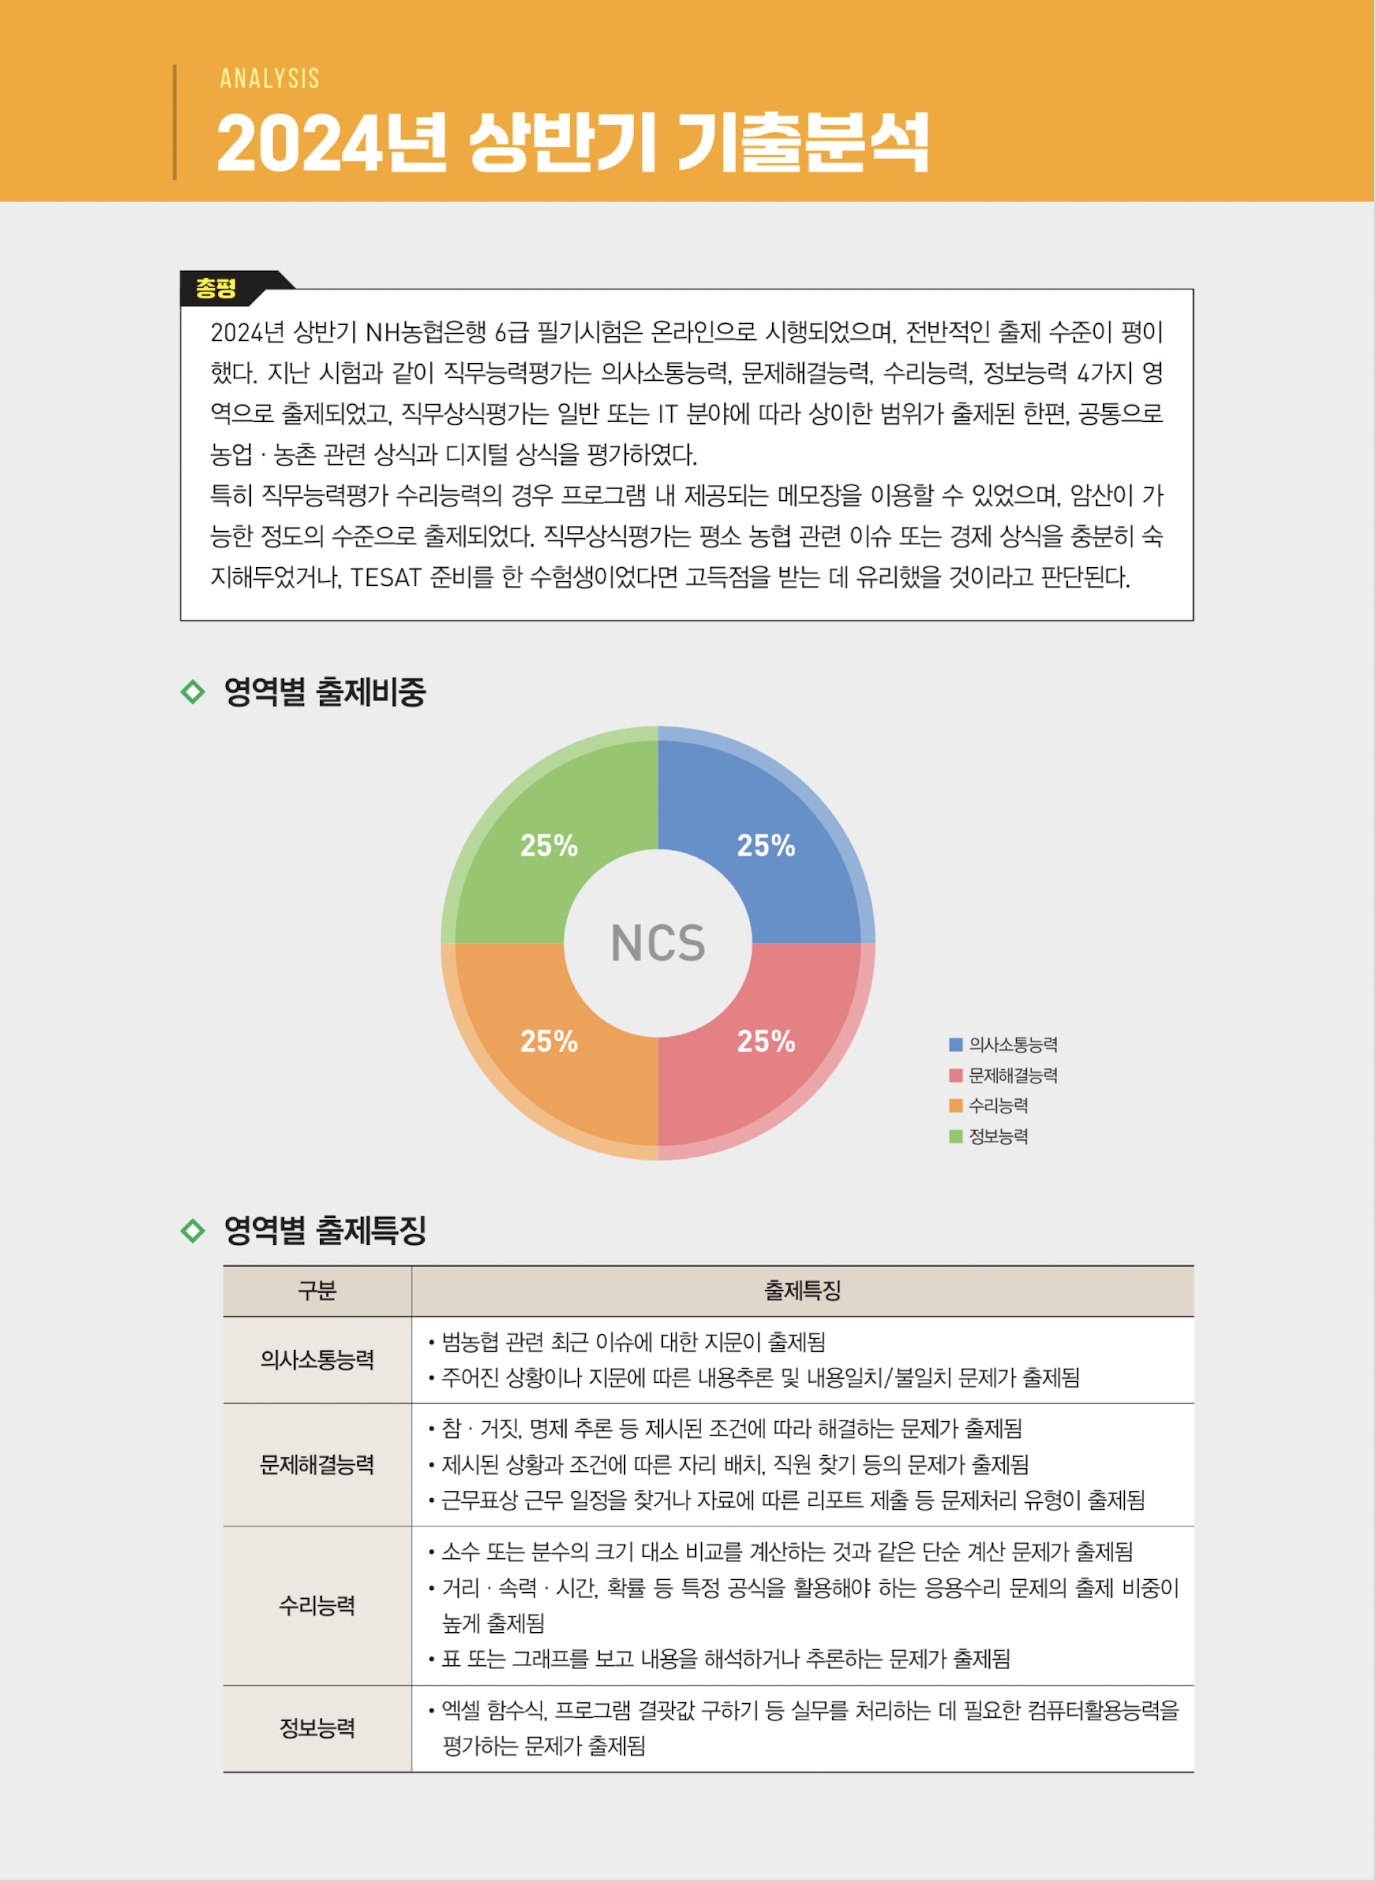 ANALYSIS
2024년 상반기 기출분석
총평
2024년 상반기 NH농협은행 6급 필기시험은 온라인으로 시행되었으며, 전반적인 출제 수준이 평이
했다. 지난 시험과 같이 직무능력평가는 의사소통능력, 문제해결능력, 수리능력, 정보능력 4가지 영
역으로 출제되었고, 직무상식평가는 일반 또는 IT 분야에 따라 상이한 범위가 출제된 한편, 공통으로
농업 · 농촌 관련 상식과 디지털 상식을 평가하였다.
특히 직무능력평가 수리능력의 경우 프로그램 내 제공되는 메모장을 이용할 수 있었으며, 암산이 가
능한 정도의 수준으로 출제되었다. 직무상식평가는 평소 농협 관련 이슈 또는 경제 상식을 충분히 숙
지해두었거나, TESAT 준비를 한 수험생이었다면 고득점을 받는 데 유리했을 것이라고 판단된다.
영역별 출제비중
25%
25%
NCS
25%
25%
의사소통능력
문제해결능력
수리능력
정보능력
영역별 출제특징
구분
출제특징
의사소통능력
• 범농협 관련 최근 이슈에 대한 지문이 출제됨
• 주어진 상황이나 지문에 따른 내용추론 및 내용일치/불일치 문제가 출제됨
문제해결능력
• 참 · 거짓, 명제 추론 등 제시된 조건에 따라 해결하는 문제가 출제됨
• 제시된 상황과 조건에 따른 자리 배치, 직원 찾기 등의 문제가 출제됨
• 근무표상 근무 일정을 찾거나 자료에 따른 리포트 제출 등 문제처리 유형이 출제됨
수리능력
• 소수 또는 분수의 크기 대소 비교를 계산하는 것과 같은 단순 계산 문제가 출제됨
• 거리 · 속력 · 시간, 확률 등 특정 공식을 활용해야 하는 응용수리 문제의 출제 비중이
높게 출제됨
• 표 또는 그래프를 보고 내용을 해석하거나 추론하는 문제가 출제됨
정보능력
• 엑셀 함수식, 프로그램 결괏값 구하기 등 실무를 처리하는 데 필요한 컴퓨터활용능력을
평가하는 문제가 출제됨